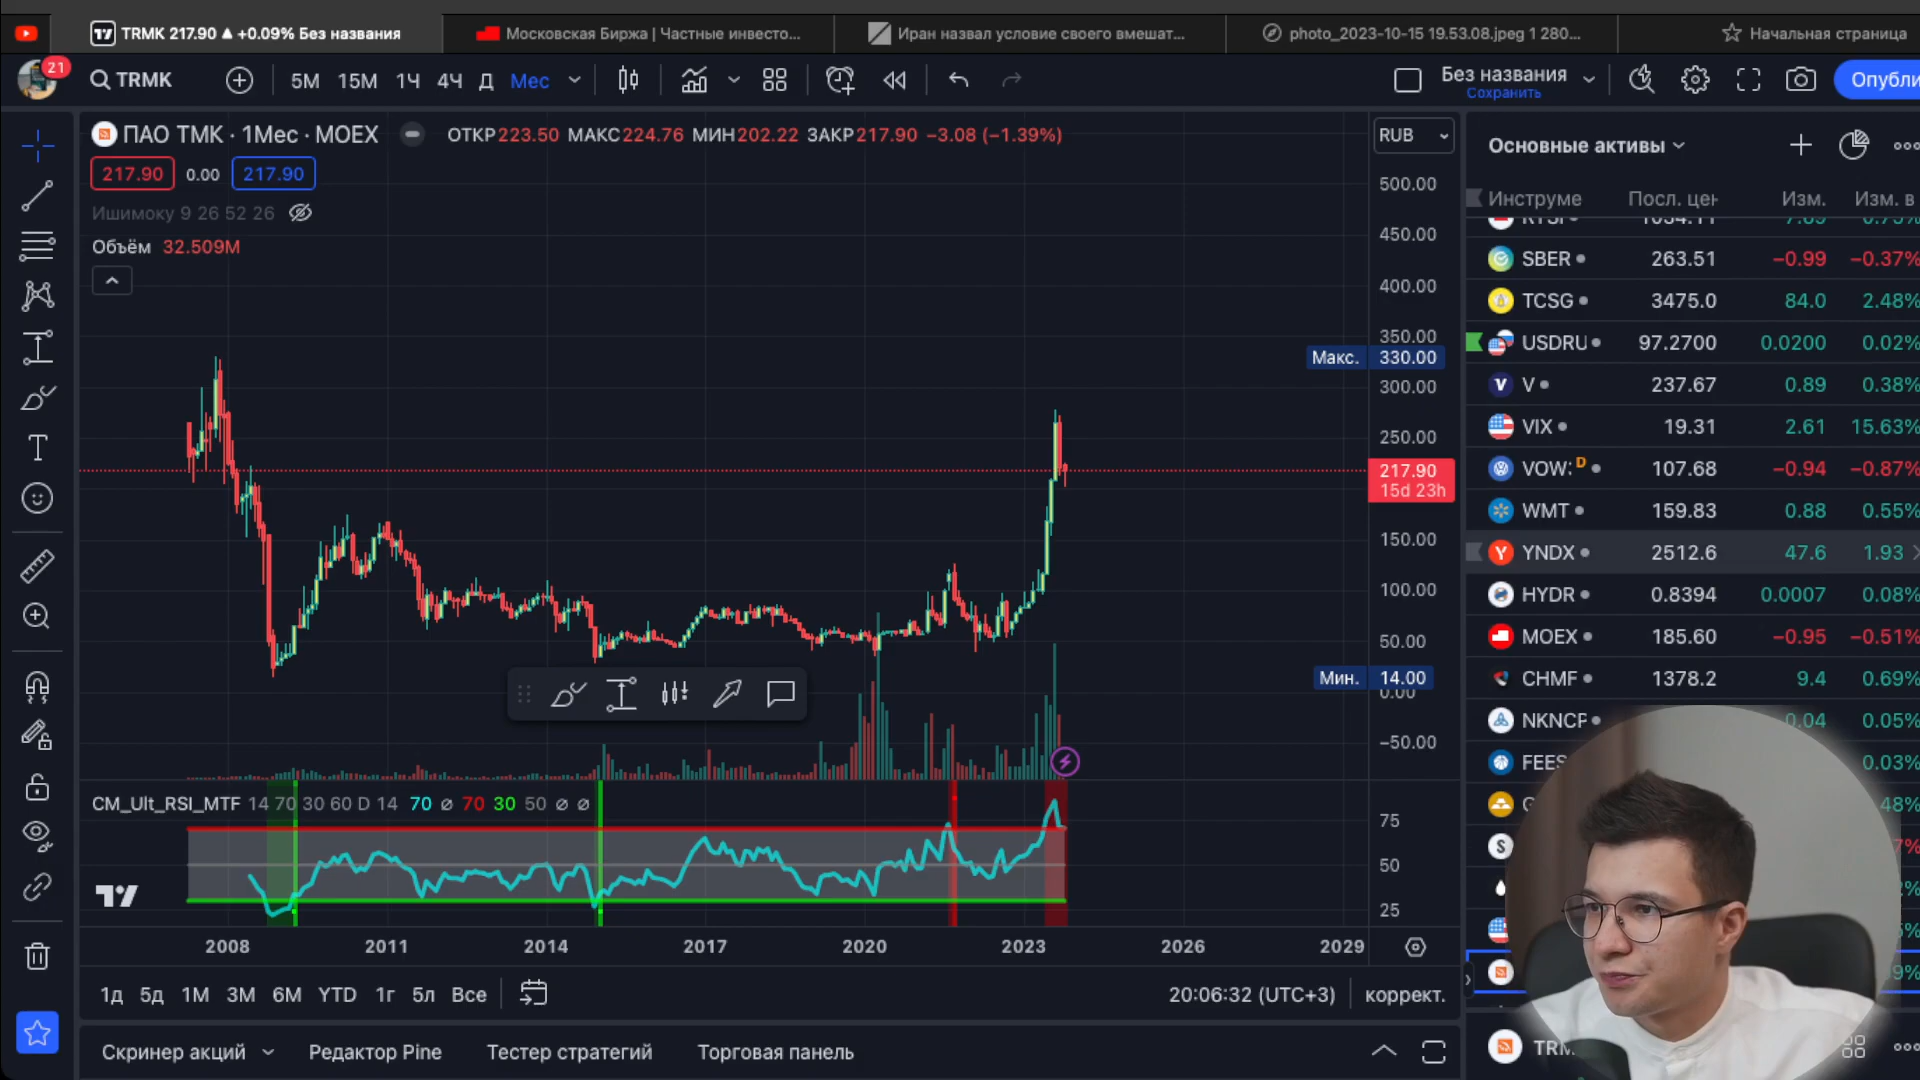 TRMK 217.90 ▲ +0.09% Без названия
Московская Биржа | Частные инвесто...
Иран назвал условие своего вмешат...
photo_2023-10-15 19.53.08.jpeg 1 280...
Начальная страница
21
TRMK
5М 15М 1Ч 4Ч Д Мес
Без названия
Сохранить
Опубли
ПАО ТМК · 1Мес · MOEX
ОТКР223.50 МАКС224.76 МИН202.22 ЗАКР217.90 −3.08 (−1.39%)
RUB
217.90 0.00 217.90
Ишимоку 9 26 52 26
Объём 32.509M
500.00
450.00
400.00
350.00
Макс. 330.00
300.00
250.00
217.90
15d 23h
150.00
100.00
50.00
Мин. 14.00
0.00
−50.00
CM_Ult_RSI_MTF 14 70 30 60 D 14 70 ∅ 70 30 50 ∅ ∅
75
50
25
2008 2011 2014 2017 2020 2023 2026 2029
1д 5д 1М 3М 6М YTD 1г 5л Все
20:06:32 (UTC+3) коррект.
Скринер акций Редактор Pine Тестер стратегий Торговая панель
Основные активы
Инструме Посл. цен Изм. Изм. в
SBER 263.51 −0.99 −0.37%
TCSG 3475.0 84.0 2.48%
USDRU 97.2700 0.0200 0.02%
V 237.67 0.89 0.38%
VIX 19.31 2.61 15.63%
VOW: D 107.68 −0.94 −0.87%
WMT 159.83 0.88 0.55%
YNDX 2512.6 47.6 1.93
HYDR 0.8394 0.0007 0.08%
MOEX 185.60 −0.95 −0.51%
CHMF 1378.2 9.4 0.69%
NKNCP 0.04 0.05%
FEES 0.03%